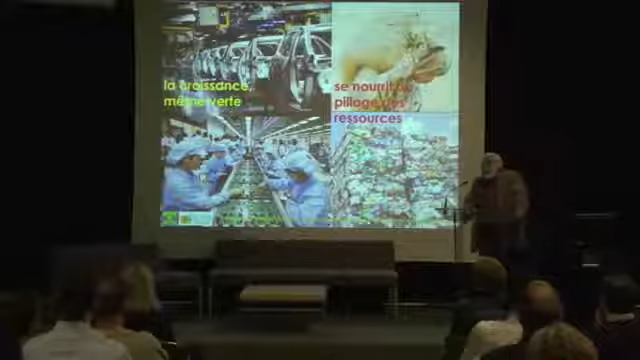 la croissance,
même verte
se nourrit du
pillage des
ressources